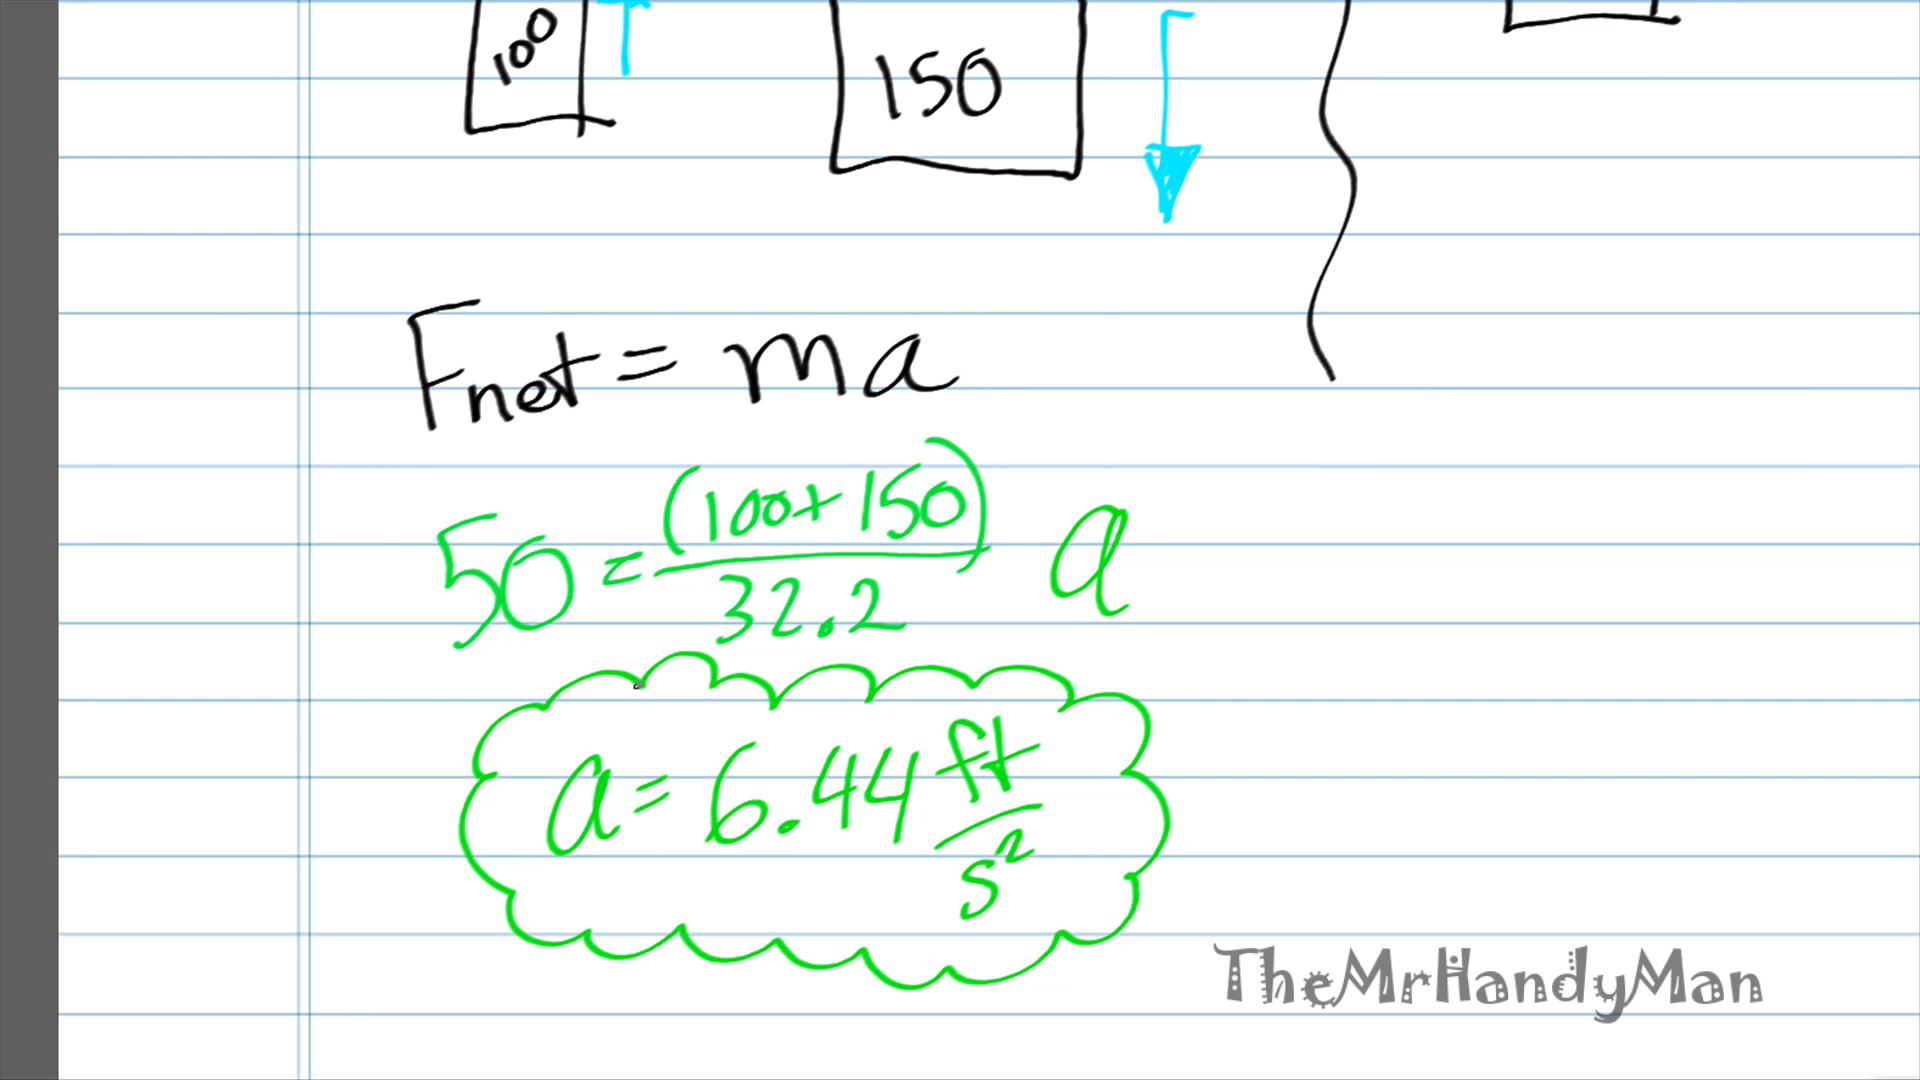 100
150
Fnet = ma
50 = (100+150)/32.2 a
a = 6.44 ft/s²
TheMrHandyMan